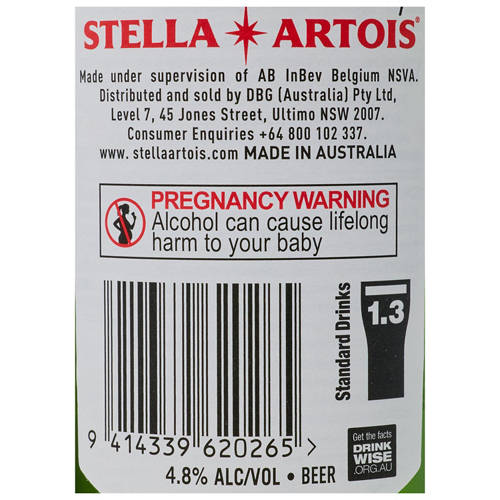 STELLA ARTOIS®
Made under supervision of AB InBev Belgium NSVA.
Distributed and sold by DBG (Australia) Pty Ltd,
Level 7, 45 Jones Street, Ultimo NSW 2007.
Consumer Enquiries +64 800 102 337.
www.stellaartois.com MADE IN AUSTRALIA
PREGNANCY WARNING
Alcohol can cause lifelong
harm to your baby
Standard Drinks
1.3
9 414339 620265 >
Get the facts
DRINK
WISE
.ORG.AU
4.8% ALC/VOL • BEER